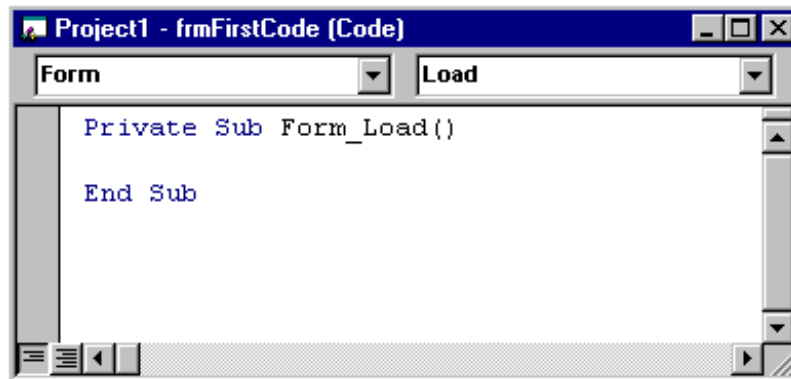 Project1 - frmFirstCode (Code)
Form
Load
Private Sub Form_Load()
End Sub